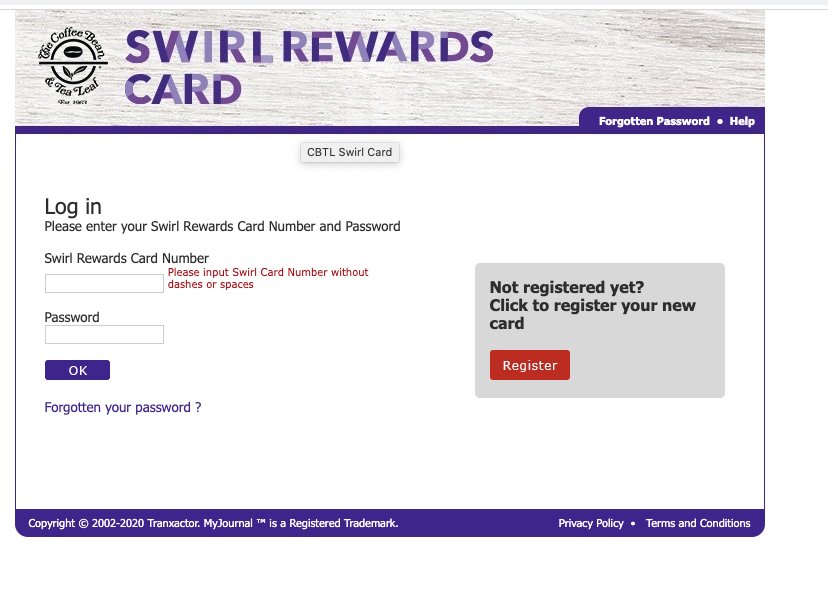 The Coffee Bean
& Tea Leaf
Est. 1963
SWIRL REWARDS
CARD
Forgotten Password • Help
CBTL Swirl Card
Log in
Please enter your Swirl Rewards Card Number and Password
Swirl Rewards Card Number
Please input Swirl Card Number without
dashes or spaces
Password
OK
Forgotten your password ?
Not registered yet?
Click to register your new
card
Register
Copyright © 2002-2020 Tranxactor. MyJournal ™ is a Registered Trademark.
Privacy Policy • Terms and Conditions